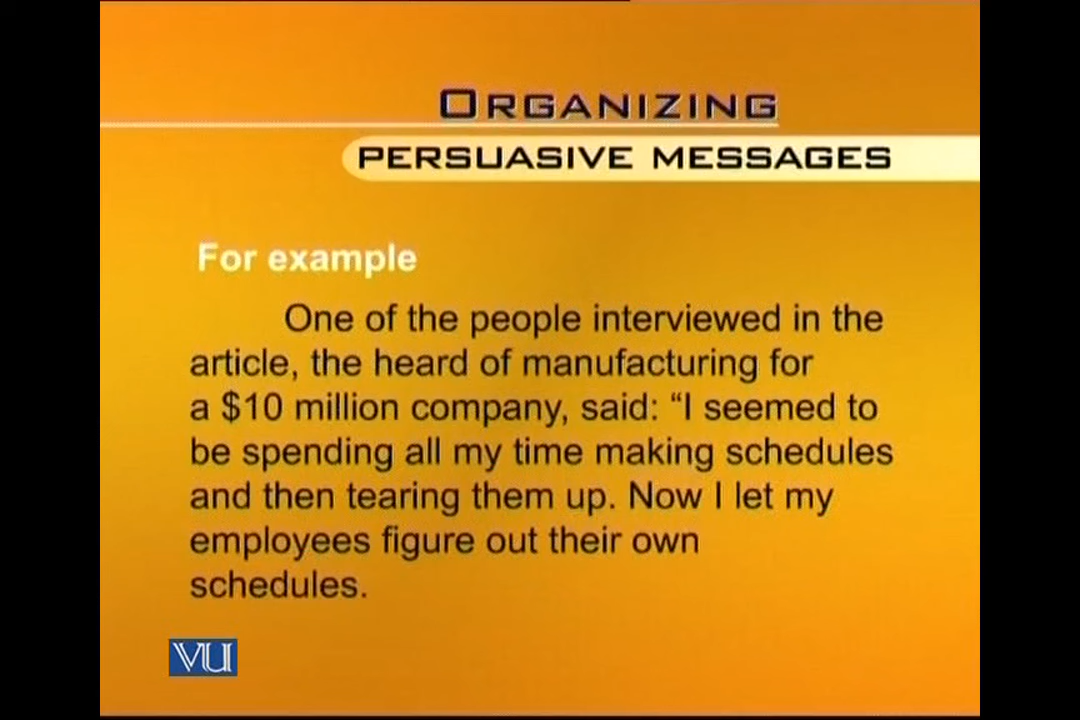 ORGANIZING
PERSUASIVE MESSAGES
For example
One of the people interviewed in the
article, the heard of manufacturing for
a $10 million company, said: “I seemed to
be spending all my time making schedules
and then tearing them up. Now I let my
employees figure out their own
schedules.
VU